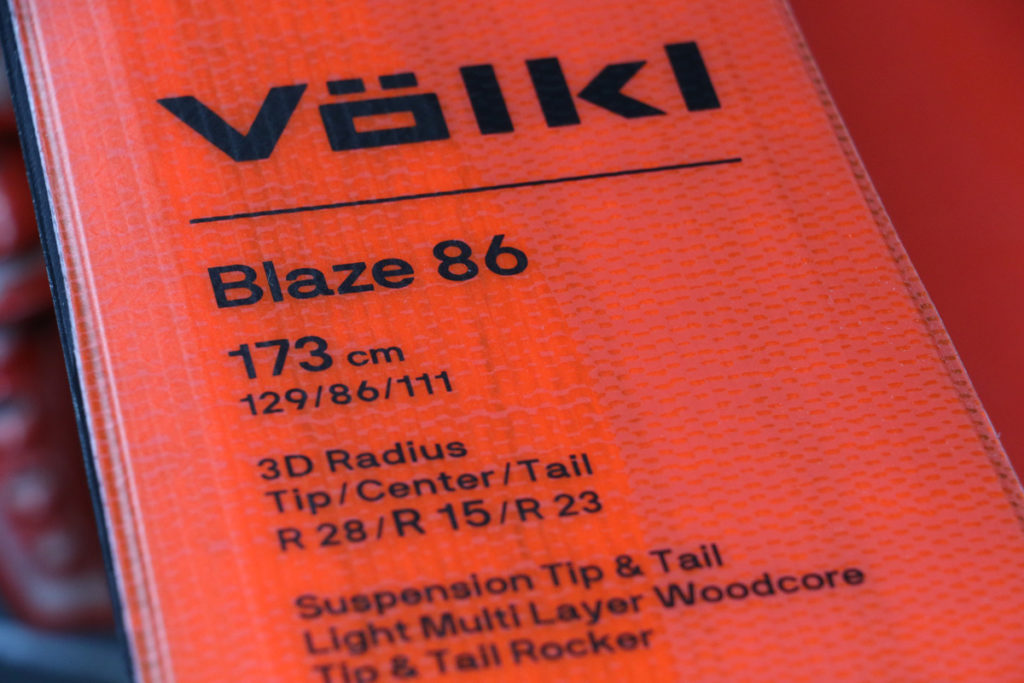 Völkl
Blaze 86
173 cm
129/86/111
3D Radius
Tip/Center/Tail
R 28/R 15/R 23
Suspension Tip & Tail
Light Multi Layer Woodcore
Tip & Tail Rocker